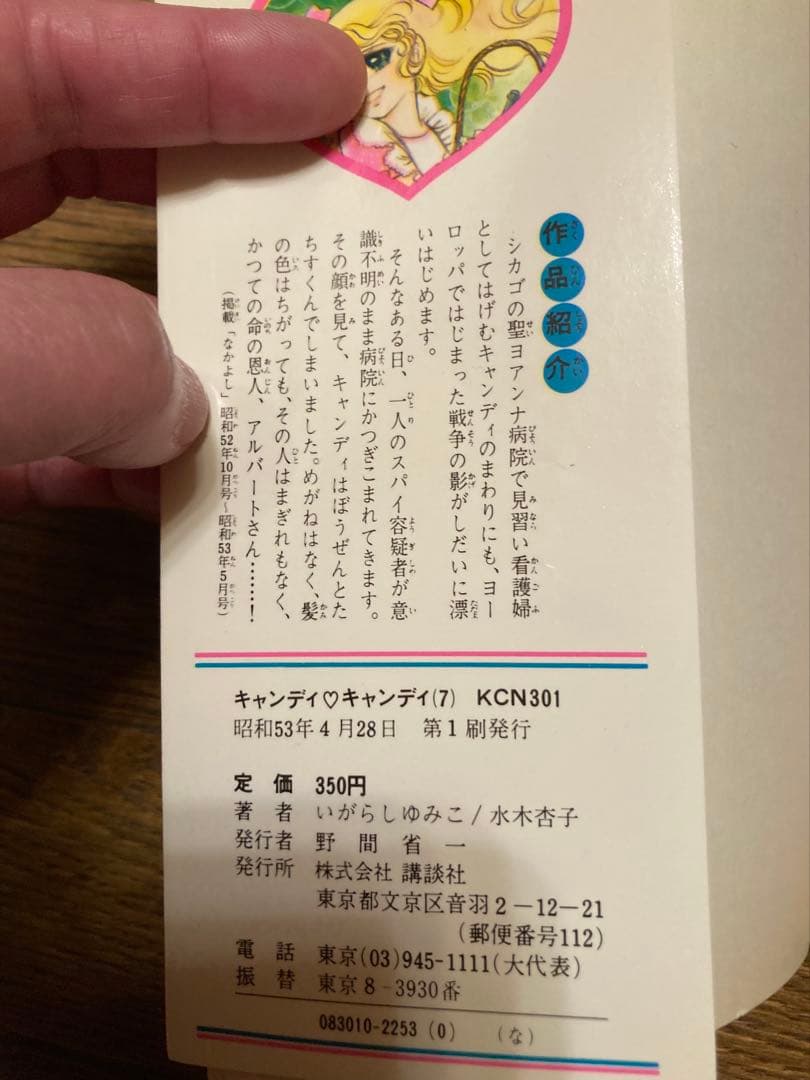 作品紹介
シカゴの聖ヨアンナ病院で見習い看護婦
としてはげむキャンディのまわりにも、ヨー
ロッパではじまった戦争の影がしだいに漂
いはじめます。
そんなある日、一人のスパイ容疑者が意
識不明のまま病院にかつぎこまれてきます。
その顔を見て、キャンディはぼうぜんとた
ちすくんでしまいました。めがねはなく、髪
の色はちがっても、その人はまぎれもなく、
かつての命の恩人、アルバートさん……！
（掲載「なかよし」昭和52年10月号～昭和53年5月号）
キャンディ♡キャンディ(7) KCN301
昭和53年4月28日 第1刷発行
定価 350円
著者 いがらしゆみこ/水木杏子
発行者 野間省一
発行所 株式会社 講談社
東京都文京区音羽2-12-21
(郵便番号112)
電話 東京(03)945-1111(大代表)
振替 東京8-3930番
083010-2253 (0) (な)